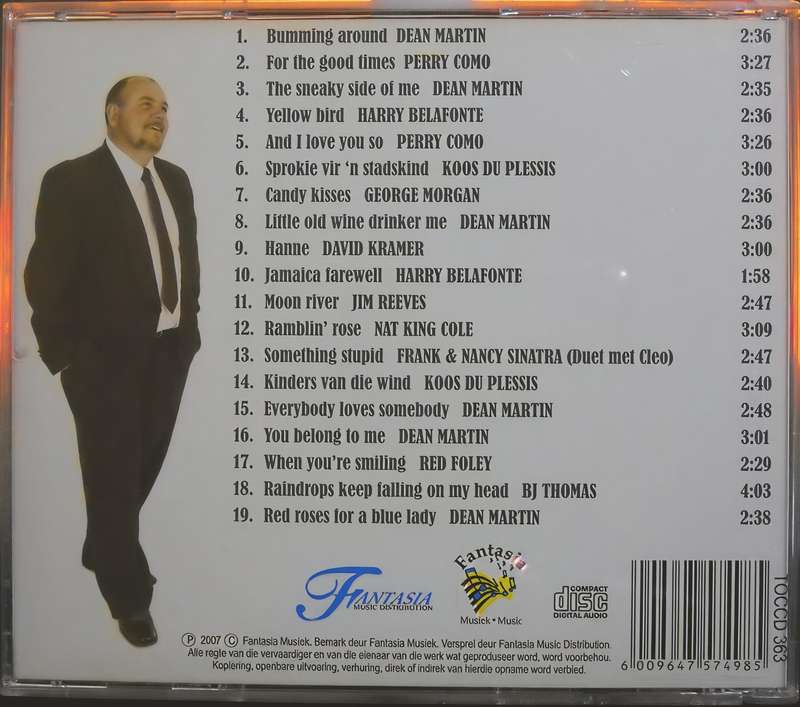 1. Bumming around DEAN MARTIN 2:36
2. For the good times PERRY COMO 3:27
3. The sneaky side of me DEAN MARTIN 2:35
4. Yellow bird HARRY BELAFONTE 2:36
5. And I love you so PERRY COMO 3:26
6. Sprokie vir 'n stadskind KOOS DU PLESSIS 3:00
7. Candy kisses GEORGE MORGAN 2:36
8. Little old wine drinker me DEAN MARTIN 2:36
9. Hanne DAVID KRAMER 3:00
10. Jamaica farewell HARRY BELAFONTE 1:58
11. Moon river JIM REEVES 2:47
12. Ramblin' rose NAT KING COLE 3:09
13. Something stupid FRANK & NANCY SINATRA (Duet met Cleo) 2:47
14. Kinders van die wind KOOS DU PLESSIS 2:40
15. Everybody loves somebody DEAN MARTIN 2:48
16. You belong to me DEAN MARTIN 3:01
17. When you're smiling RED FOLEY 2:29
18. Raindrops keep falling on my head BJ THOMAS 4:03
19. Red roses for a blue lady DEAN MARTIN 2:38
FANTASIA
MUSIC DISTRIBUTION
Fantasia
Musiek • Music
COMPACT
disc
DIGITAL AUDIO
TOCCD 363
Ⓟ 2007 Ⓒ Fantasia Musiek. Bemark deur Fantasia Musiek. Versprei deur Fantasia Music Distribution.
Alle regte van die vervaardiger en van die eienaar van die werk wat geproduseer word, word voorbehou.
Kopiering, openbare uitvoering, verhuring, direk of indirek van hierdie opname word verbied.
6 009647 574985